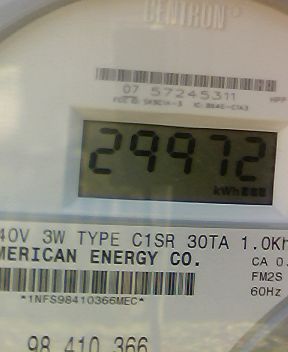 CENTRON
07 57245311
29972
kWh
40V 3W TYPE C1SR 30TA 1.0Kh
MERICAN ENERGY CO.
CA 0.
FM2S
60Hz
*1NFS98410366MEC*
98 410 366